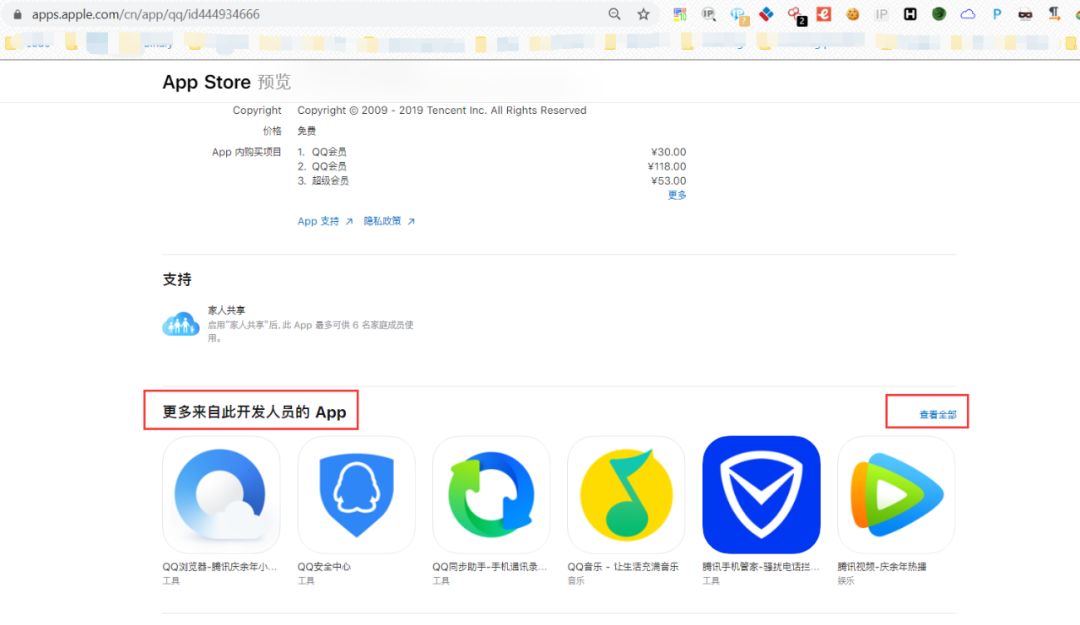 apps.apple.com/cn/app/qq/id444934666
App Store 预览
Copyright Copyright © 2009 - 2019 Tencent Inc. All Rights Reserved
价格 免费
App 内购买项目 1. QQ会员 ¥30.00
2. QQ会员 ¥118.00
3. 超级会员 ¥53.00
更多
App 支持 ↗ 隐私政策 ↗
支持
家人共享
启用“家人共享”后, 此 App 最多可供 6 名家庭成员使
用。
更多来自此开发人员的 App 查看全部
QQ浏览器-腾讯庆余年小... QQ安全中心 QQ同步助手-手机通讯录... QQ音乐 - 让生活充满音乐 腾讯手机管家-骚扰电话拦... 腾讯视频-庆余年热播
工具 工具 工具 音乐 工具 娱乐